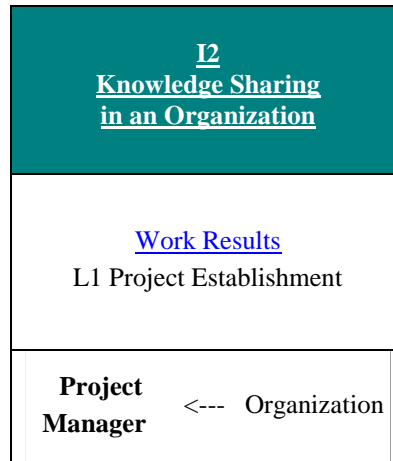 I2
Knowledge Sharing
in an Organization
Work Results
L1 Project Establishment
Project
Manager
<--- Organization